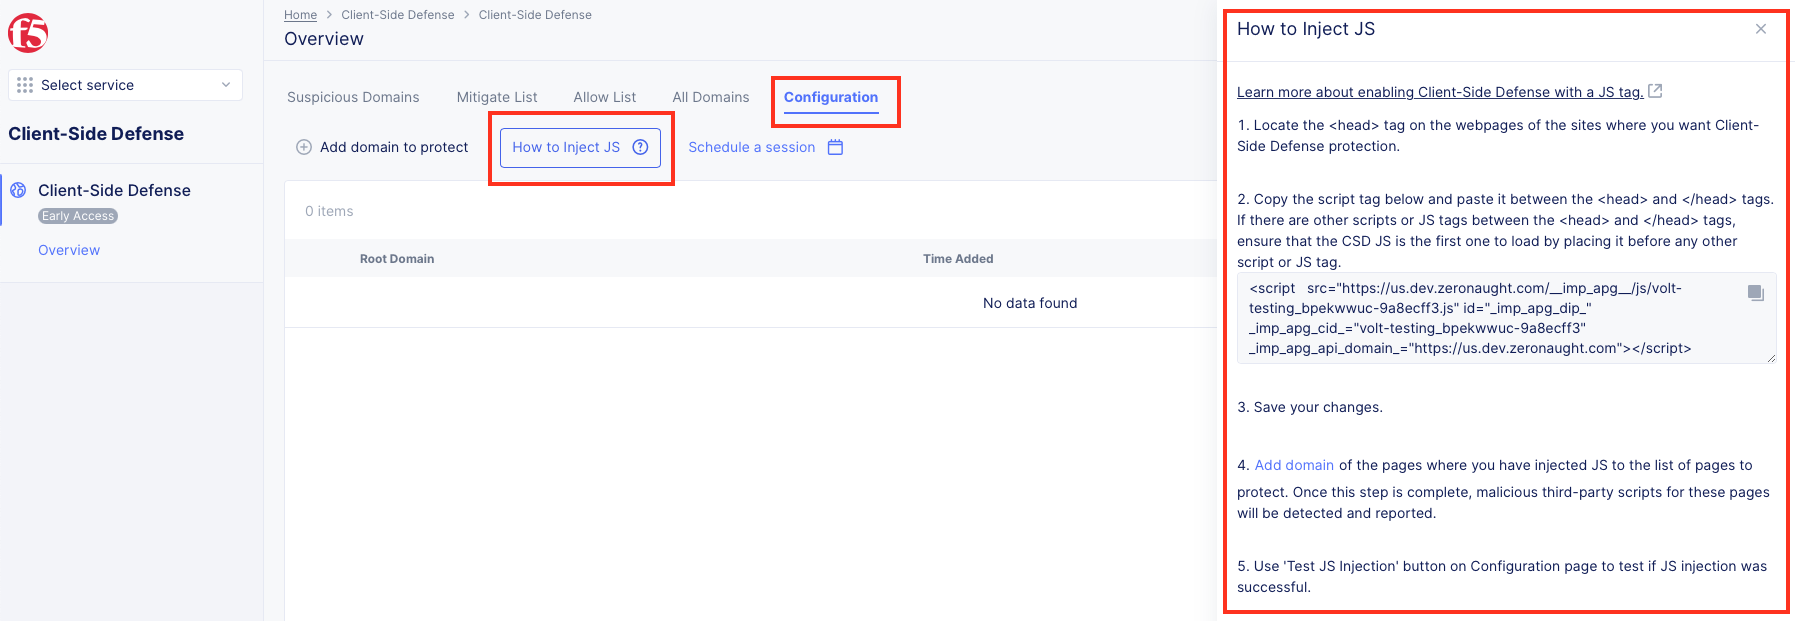 f5
Select service
Client-Side Defense
Client-Side Defense
Early Access
Overview
Home > Client-Side Defense > Client-Side Defense
Overview
Suspicious Domains Mitigate List Allow List All Domains Configuration
Add domain to protect How to Inject JS ? Schedule a session
0 items
Root Domain Time Added
No data found
How to Inject JS
Learn more about enabling Client-Side Defense with a JS tag.
1. Locate the <head> tag on the webpages of the sites where you want Client-
Side Defense protection.
2. Copy the script tag below and paste it between the <head> and </head> tags.
If there are other scripts or JS tags between the <head> and </head> tags,
ensure that the CSD JS is the first one to load by placing it before any other
script or JS tag.
<script src="https://us.dev.zeronaught.com/__imp_apg__/js/volt-
testing_bpekwwuc-9a8ecff3.js" id="_imp_apg_dip_"
_imp_apg_cid_="volt-testing_bpekwwuc-9a8ecff3"
_imp_apg_api_domain_="https://us.dev.zeronaught.com"></script>
3. Save your changes.
4. Add domain of the pages where you have injected JS to the list of pages to
protect. Once this step is complete, malicious third-party scripts for these pages
will be detected and reported.
5. Use 'Test JS Injection' button on Configuration page to test if JS injection was
successful.